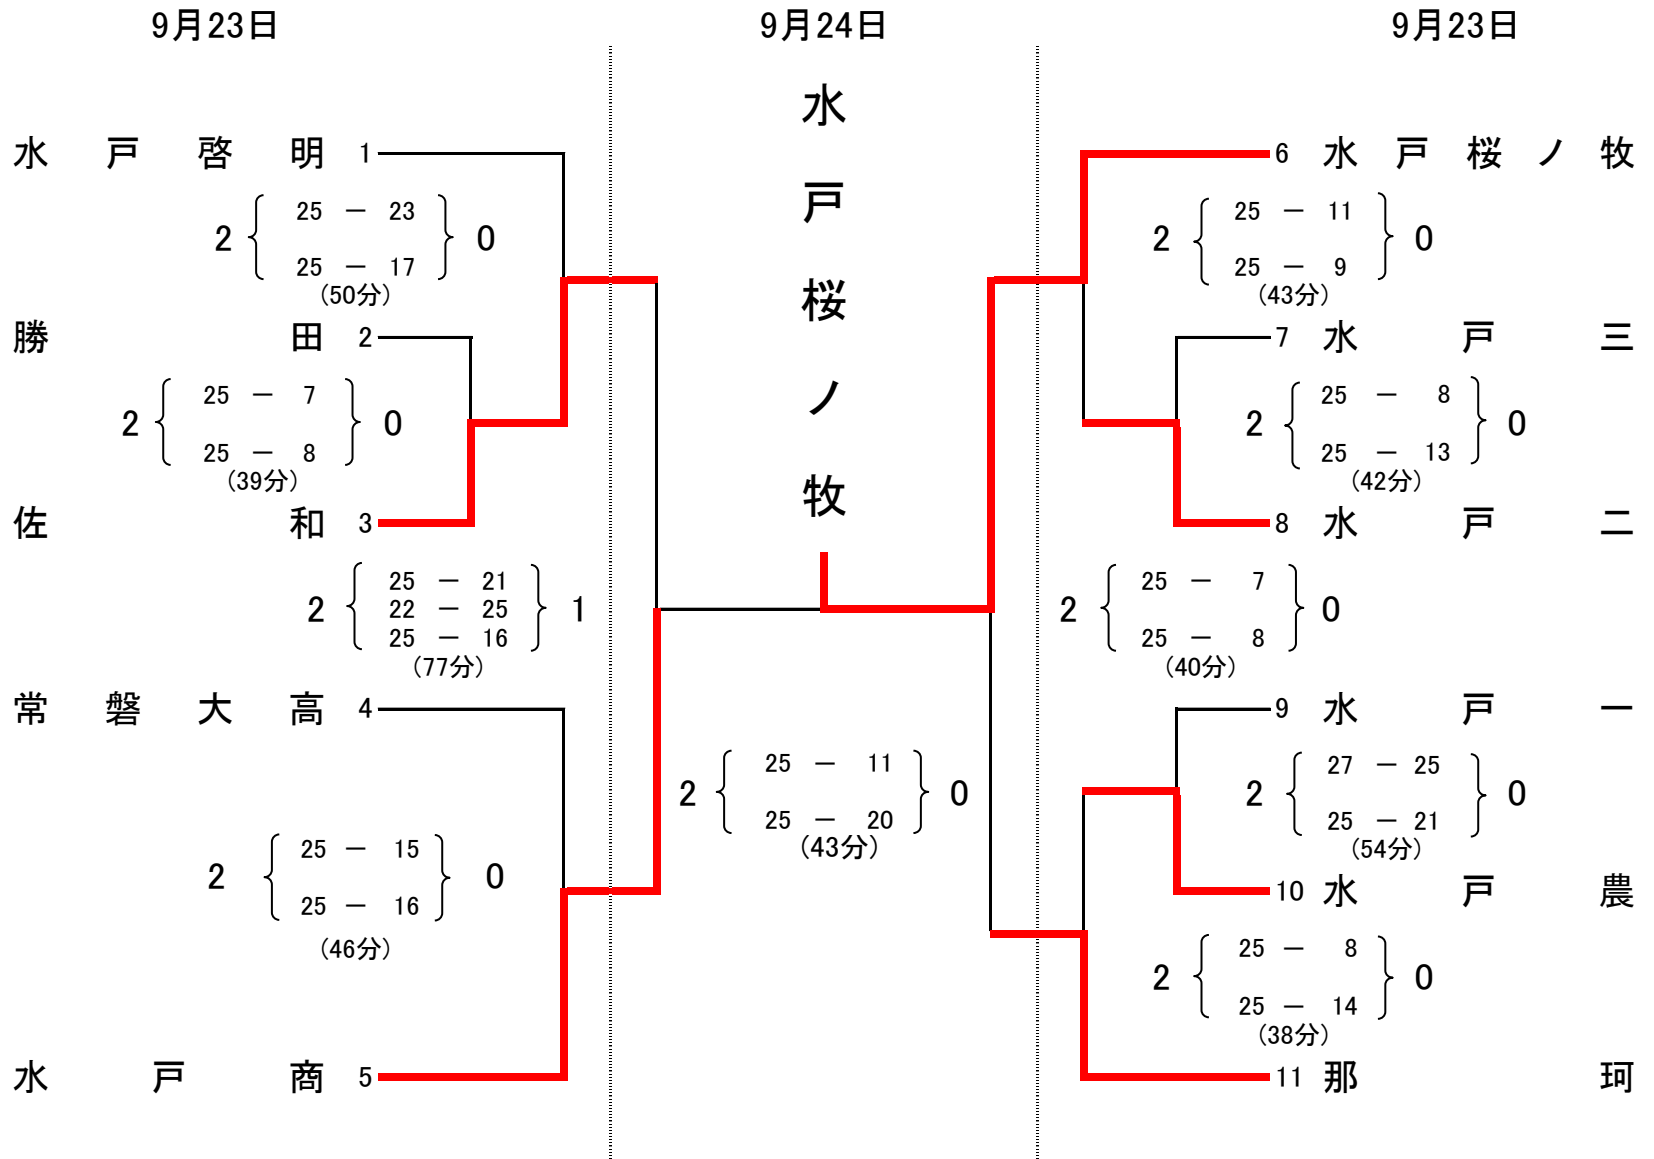 9月23日 9月24日 9月23日
水戸桜ノ牧
水戸啓明 1
2 25 － 23 0
25 － 17
（50分）
勝田 2
2 25 － 7 0
25 － 8
（39分）
佐和 3
2 25 － 21 1
22 － 25
25 － 16
（77分）
常磐大高 4
2 25 － 15 0
25 － 16
（46分）
水戸商 5
2 25 － 11 0
25 － 20
（43分）
6 水戸桜ノ牧
2 25 － 11 0
25 － 9
（43分）
7 水戸三
2 25 － 8 0
25 － 13
（42分）
8 水戸二
2 25 － 7 0
25 － 8
（40分）
9 水戸一
2 27 － 25 0
25 － 21
（54分）
10 水戸農
2 25 － 8 0
25 － 14
（38分）
11 那珂